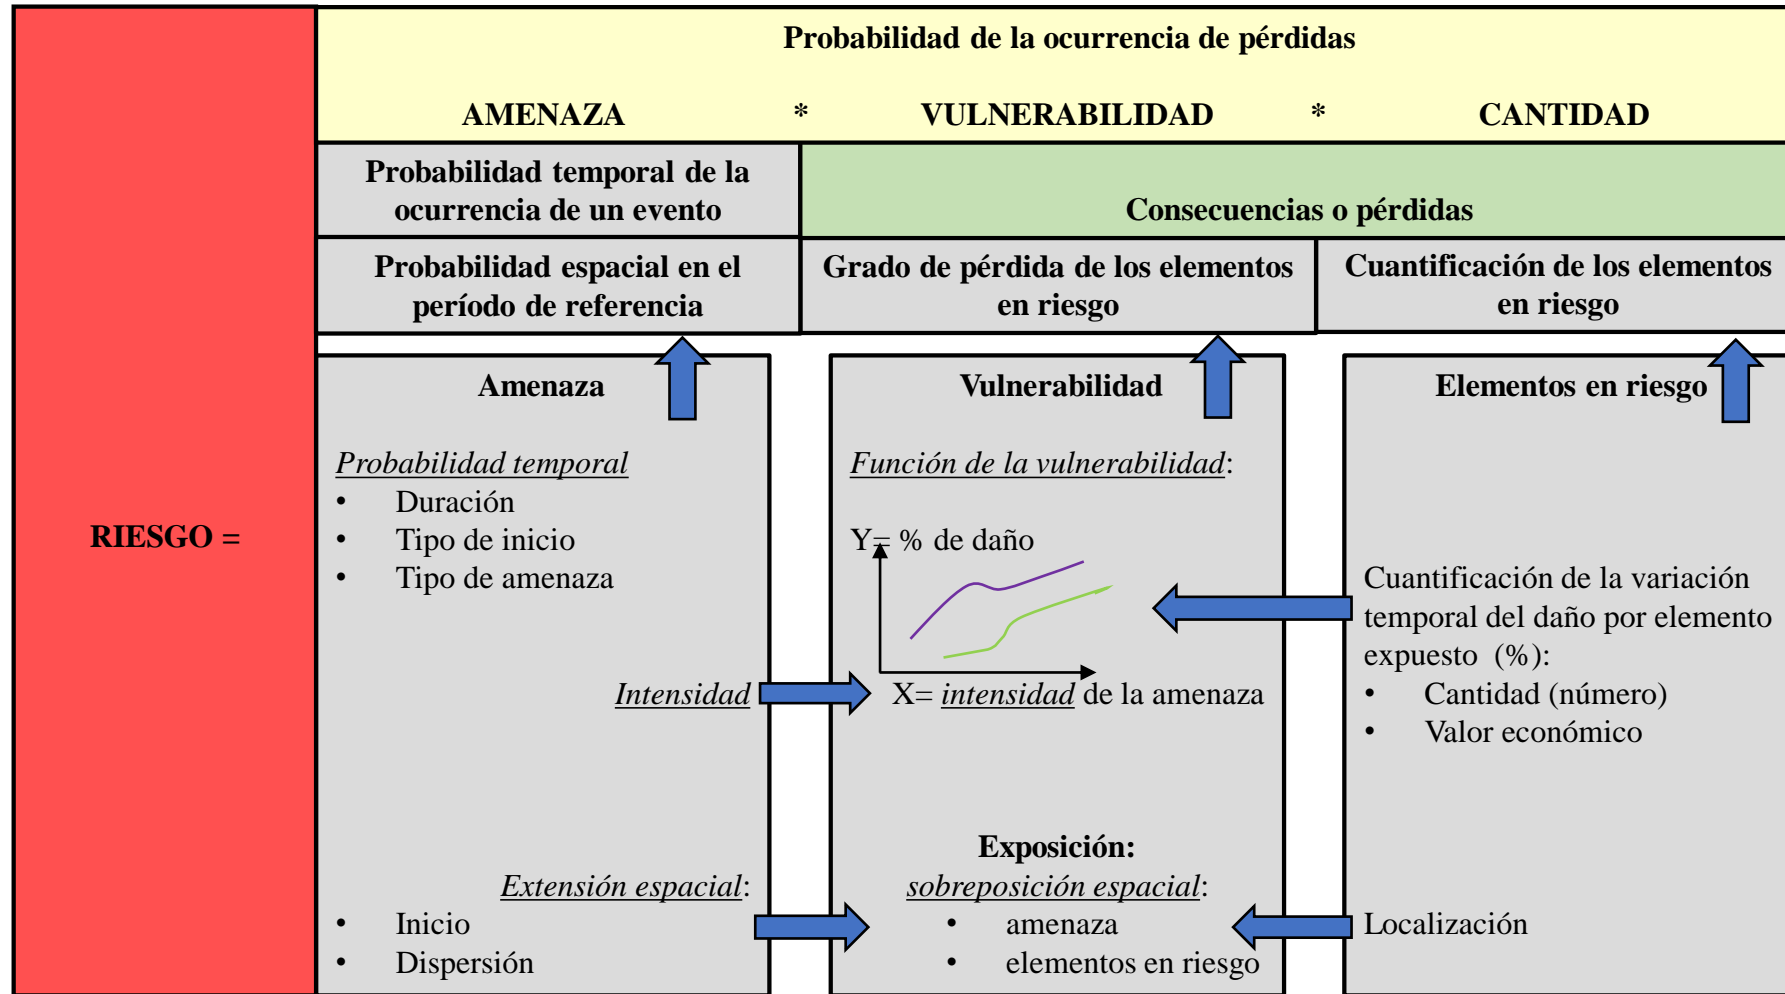 RIESGO =
Probabilidad de la ocurrencia de pérdidas
AMENAZA * VULNERABILIDAD * CANTIDAD
Probabilidad temporal de la
ocurrencia de un evento
Consecuencias o pérdidas
Probabilidad espacial en el
período de referencia
Grado de pérdida de los elementos
en riesgo
Cuantificación de los elementos
en riesgo
Amenaza
Probabilidad temporal
• Duración
• Tipo de inicio
• Tipo de amenaza
Intensidad
Extensión espacial:
• Inicio
• Dispersión
Vulnerabilidad
Función de la vulnerabilidad:
Y= % de daño
X= intensidad de la amenaza
Exposición:
sobreposición espacial:
• amenaza
• elementos en riesgo
Elementos en riesgo
Cuantificación de la variación
temporal del daño por elemento
expuesto (%):
• Cantidad (número)
• Valor económico
Localización